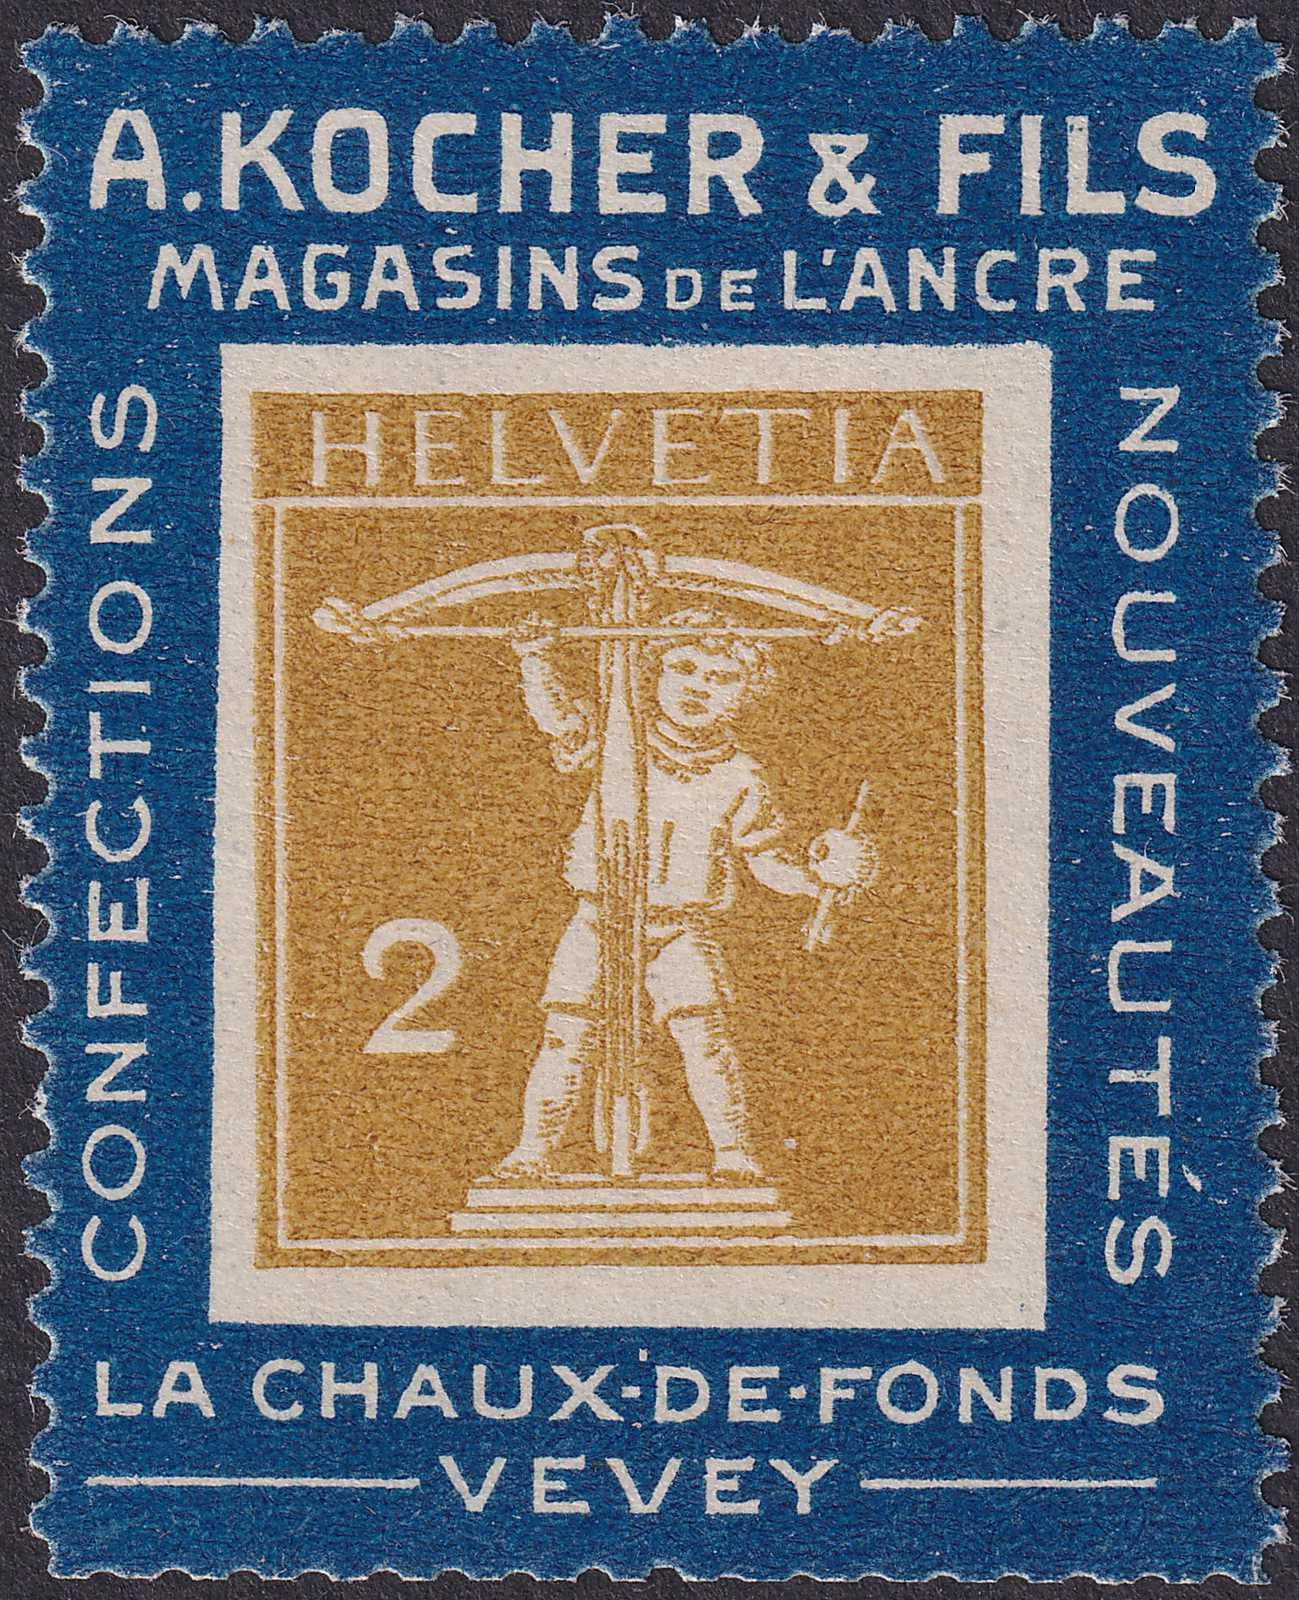 A. KOCHER & FILS
MAGASINS DE L'ANCRE
CONFECTIONS
NOUVEAUTÉS
HELVETIA
2
LA CHAUX-DE-FONDS
VEVEY